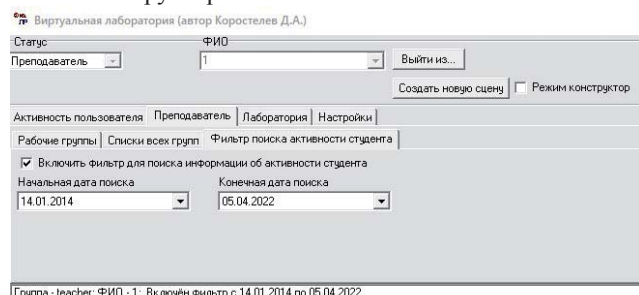 Виртуальная лаборатория (автор Коростелев Д.А.)
Статус ФИО
Преподаватель 1 Выйти из...
Создать новую сцену Режим конструктор
Активность пользователя Преподаватель Лаборатория Настройки
Рабочие группы Списки всех групп Фильтр поиска активности студента
Включить фильтр для поиска информации об активности студента
Начальная дата поиска Конечная дата поиска
14.01.2014 05.04.2022
Группа - teacher; ФИО - 1; Включён фильтр с 14.01.2014 по 05.04.2022